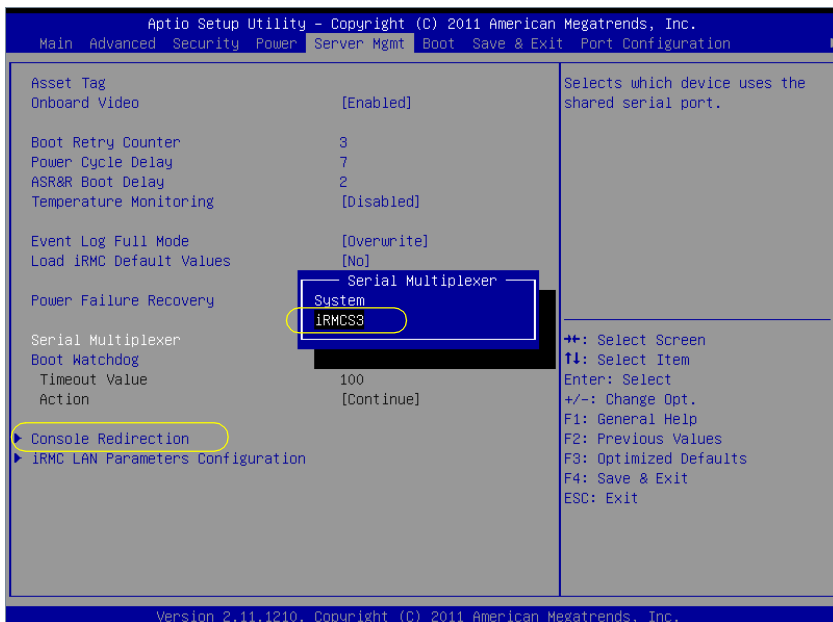 Aptio Setup Utility – Copyright (C) 2011 American Megatrends, Inc.
Main Advanced Security Power Server Mgmt Boot Save & Exit Port Configuration
Asset Tag
Onboard Video [Enabled]
Boot Retry Counter 3
Power Cycle Delay 7
ASR&R Boot Delay 2
Temperature Monitoring [Disabled]
Event Log Full Mode [Overwrite]
Load iRMC Default Values [No]
Power Failure Recovery
Serial Multiplexer
Boot Watchdog
Timeout Value 100
Action [Continue]
Console Redirection
iRMC LAN Parameters Configuration
Serial Multiplexer
System
iRMCS3
Selects which device uses the
shared serial port.
→←: Select Screen
↑↓: Select Item
Enter: Select
+/-: Change Opt.
F1: General Help
F2: Previous Values
F3: Optimized Defaults
F4: Save & Exit
ESC: Exit
Version 2.11.1210. Copyright (C) 2011 American Megatrends, Inc.